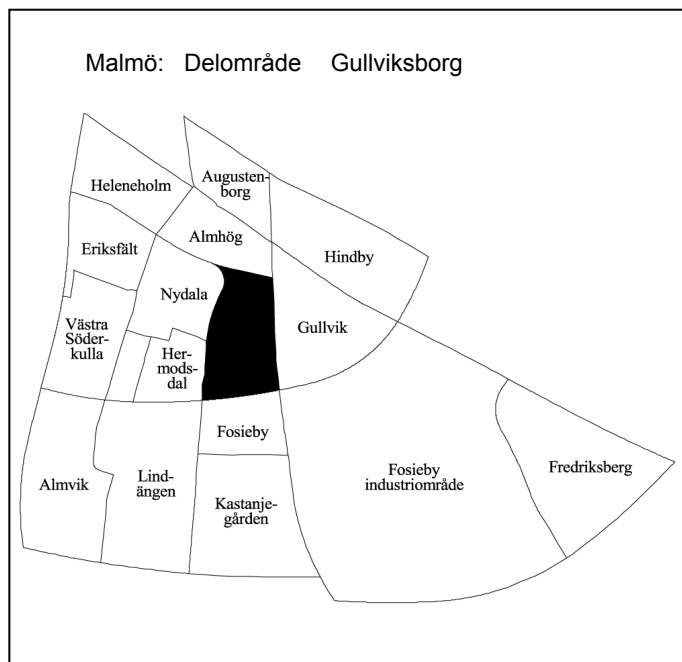 Malmö: Delområde Gullviksborg
Augusten-
borg
Heleneholm
Almhög
Hindby
Eriksfält
Nydala
Gullvik
Västra
Söder-
kulla
Her-
mods-
dal
Fosieby
Almvik
Lind-
ängen
Fosieby
industriområde
Fredriksberg
Kastanje-
gården